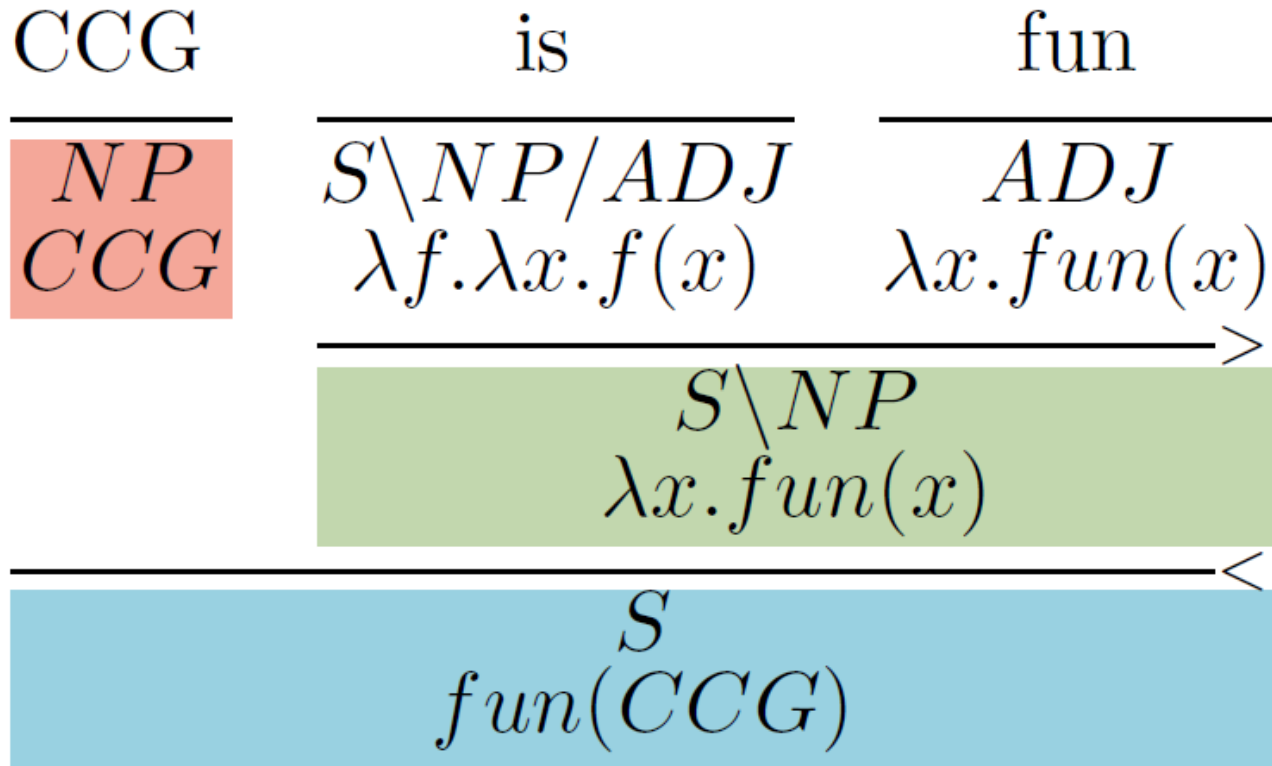 CCG is fun
NP S\NP/ADJ ADJ
CCG λf.λx.f(x) λx.fun(x)
>
S\NP
λx.fun(x)
<
S
fun(CCG)